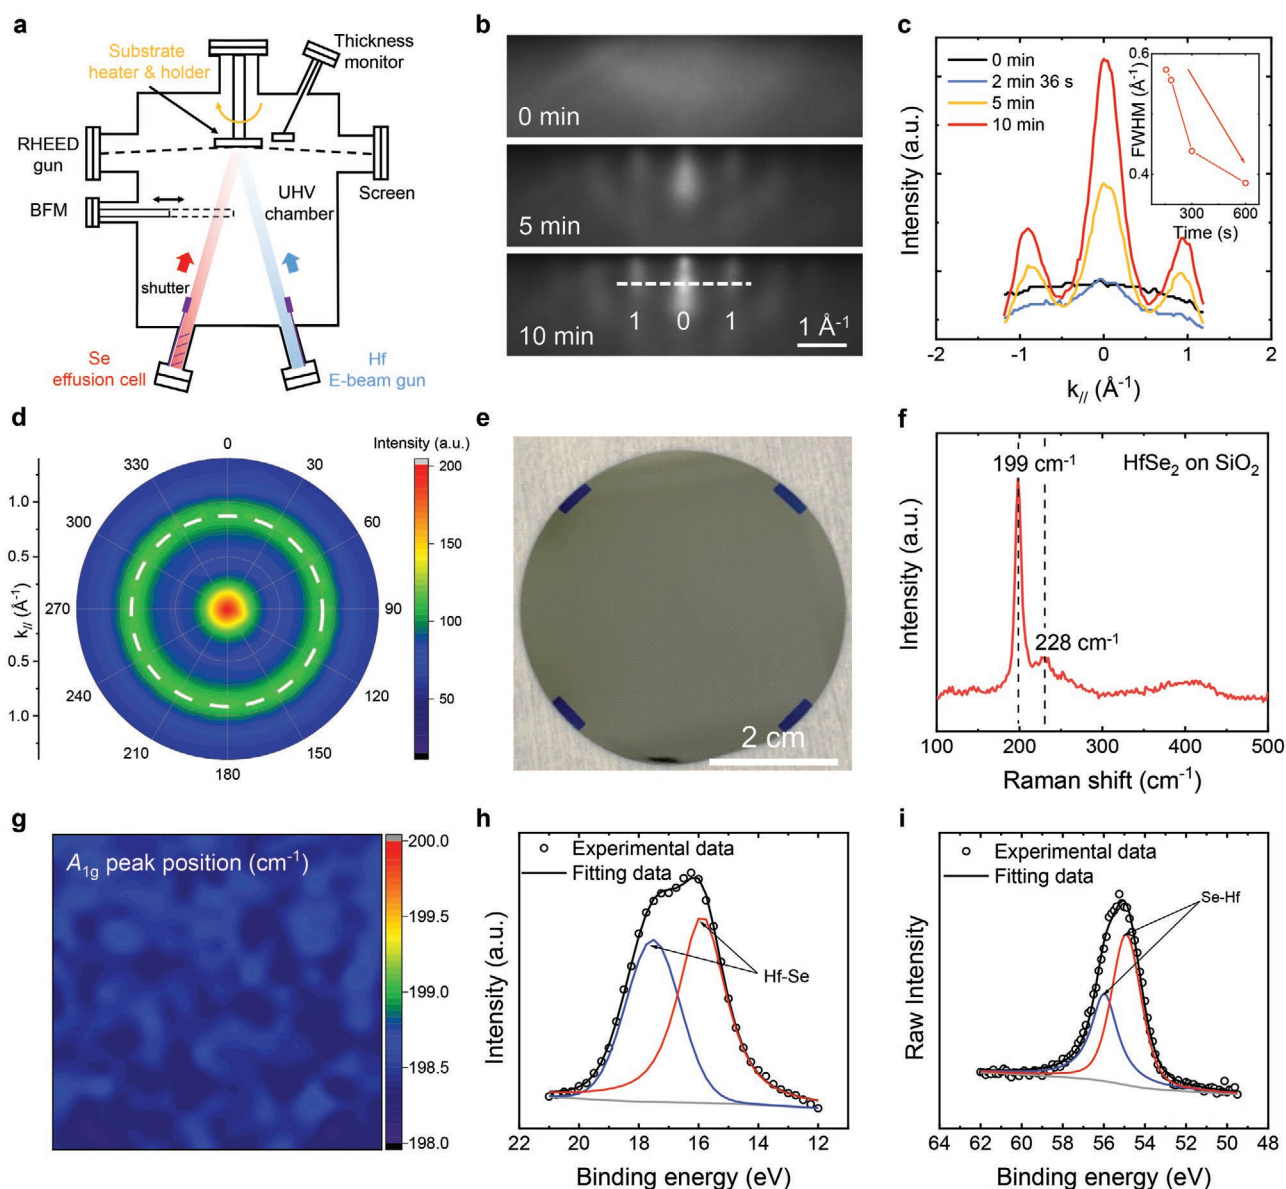 a
Substrate
heater & holder
Thickness
monitor
RHEED
gun
Screen
BFM
UHV
chamber
shutter
Se
effusion cell
Hf
E-beam gun
b
0 min
5 min
10 min
1 0 1
1 Å⁻¹
c
Intensity (a.u.)
0 min
2 min 36 s
5 min
10 min
FWHM (Å⁻¹)
0.6
0.4
300 600
Time (s)
-2 -1 0 1 2
k// (Å⁻¹)
d
Intensity (a.u.)
0
30
60
90
120
150
180
210
240
270
300
330
k// (Å⁻¹)
1.0
0.5
0.0
0.5
1.0
200
150
100
50
e
2 cm
f
Intensity (a.u.)
199 cm⁻¹
HfSe₂ on SiO₂
228 cm⁻¹
100 200 300 400 500
Raman shift (cm⁻¹)
g
A₁g peak position (cm⁻¹)
200.0
199.5
199.0
198.5
198.0
h
Intensity (a.u.)
Experimental data
Fitting data
Hf-Se
22 20 18 16 14 12
Binding energy (eV)
i
Raw Intensity
Experimental data
Fitting data
Se-Hf
64 62 60 58 56 54 52 50 48
Binding energy (eV)